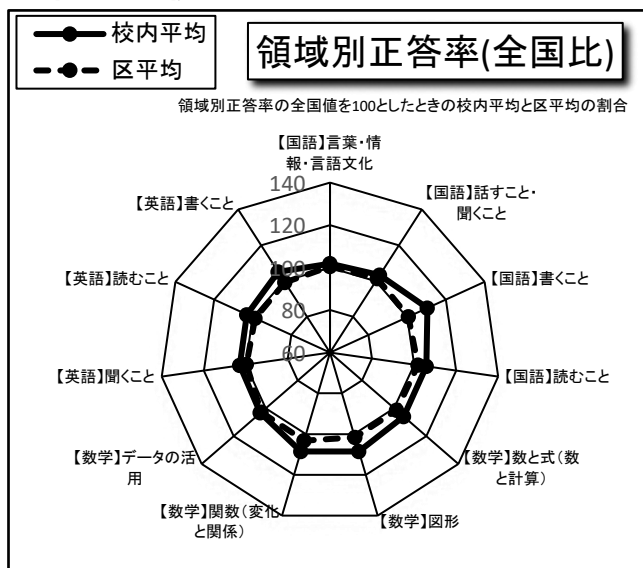 校内平均
区平均
領域別正答率(全国比)
領域別正答率の全国値を100としたときの校内平均と区平均の割合
【国語】言葉・情
報・言語文化
【国語】話すこと・
聞くこと
【国語】書くこと
【国語】読むこと
【数学】数と式(数
と計算)
【数学】図形
【数学】関数(変化
と関係)
【数学】データの活
用
【英語】聞くこと
【英語】読むこと
【英語】書くこと
140
120
100
80
60